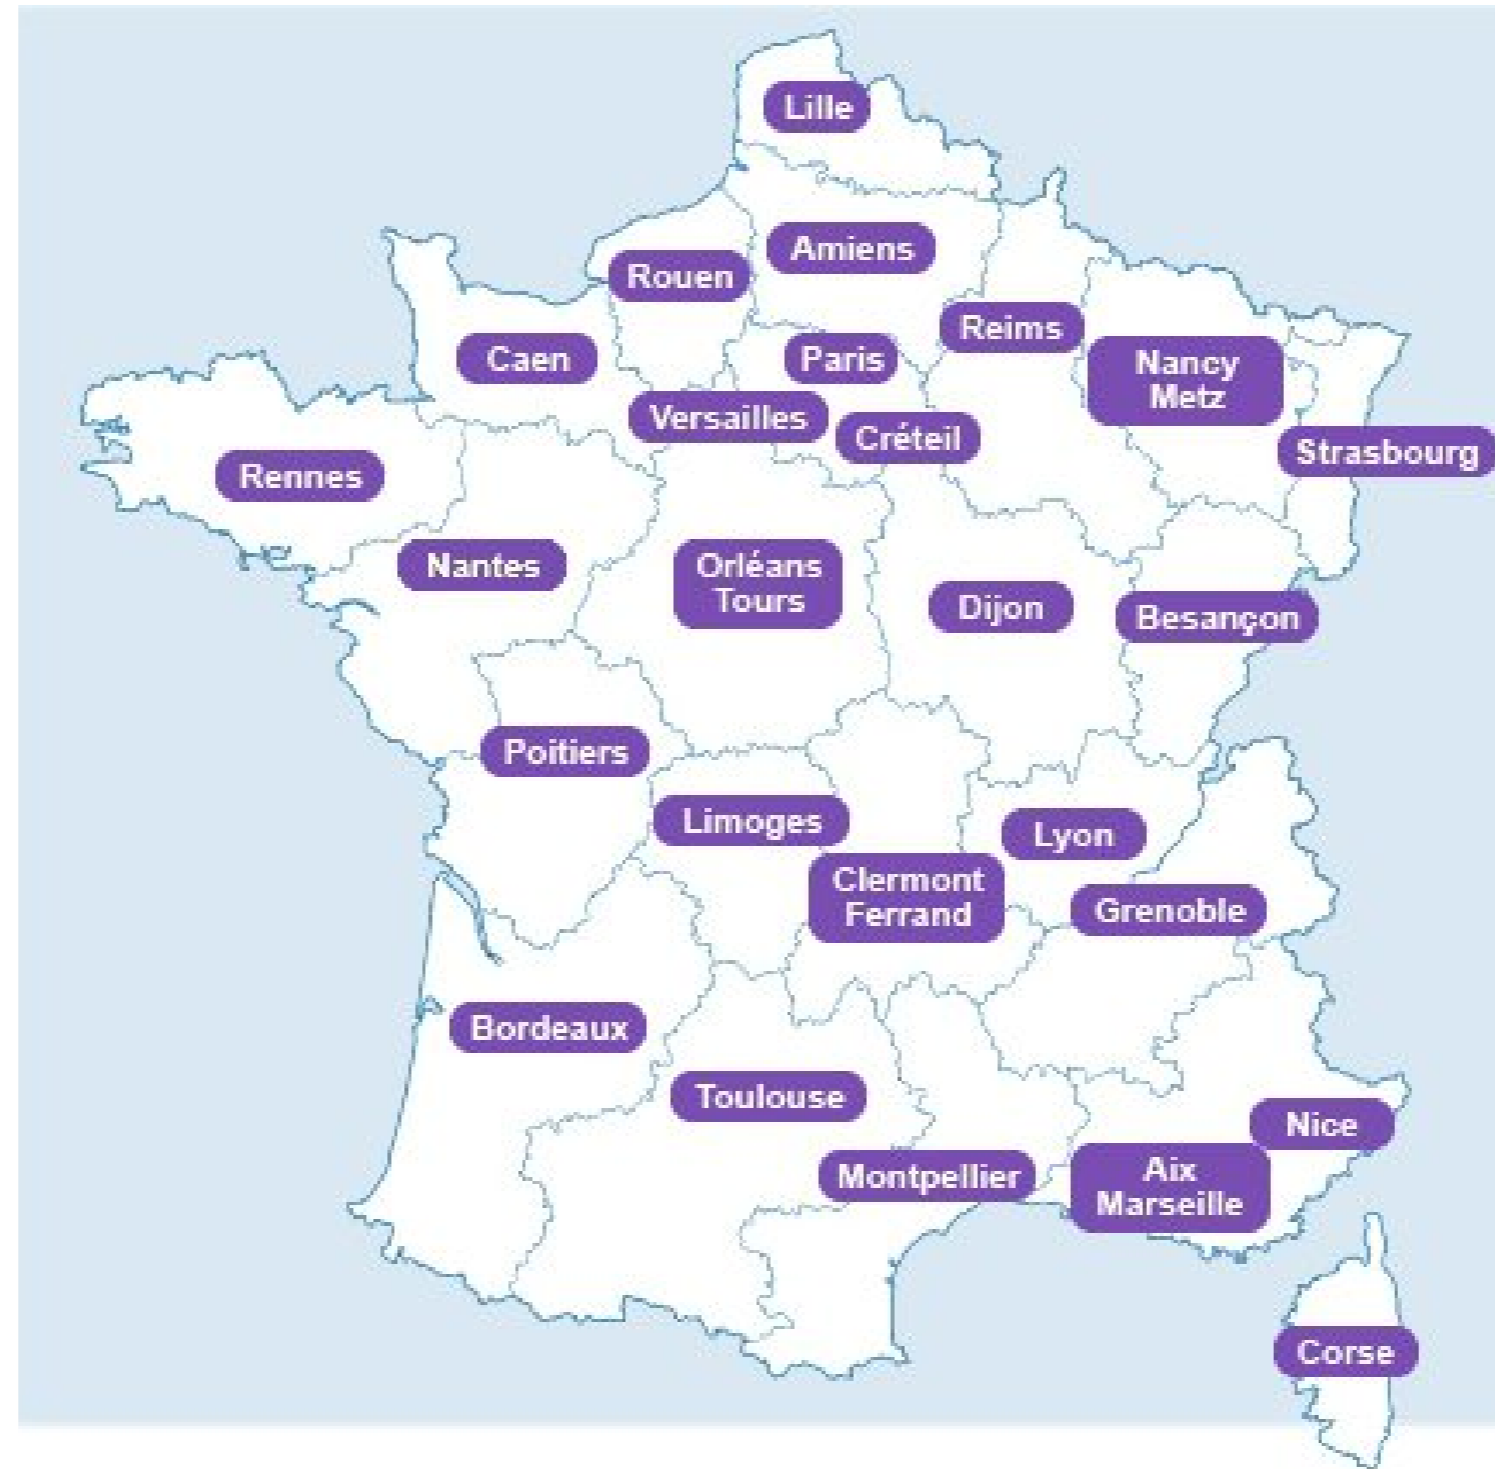 Lille
Amiens
Rouen
Reims
Caen
Paris
Nancy
Metz
Versailles
Créteil
Strasbourg
Rennes
Nantes
Orléans
Tours
Dijon
Besançon
Poitiers
Limoges
Lyon
Clermont
Ferrand
Grenoble
Bordeaux
Toulouse
Nice
Montpellier
Aix
Marseille
Corse